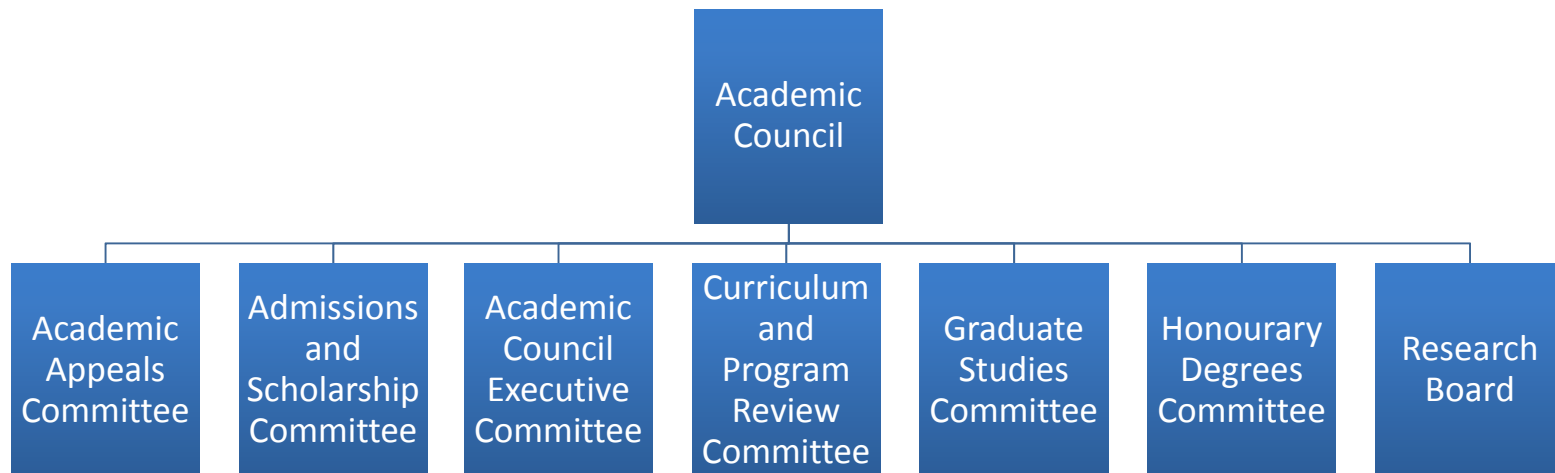 Academic
Council
Academic
Appeals
Committee
Admissions
and
Scholarship
Committee
Academic
Council
Executive
Committee
Curriculum
and
Program
Review
Committee
Graduate
Studies
Committee
Honourary
Degrees
Committee
Research
Board